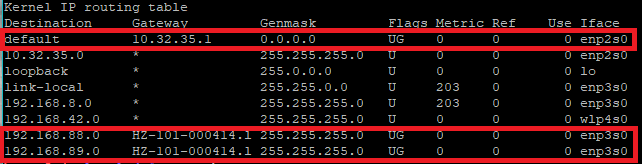 Kernel IP routing table
Destination Gateway Genmask Flags Metric Ref Use Iface
default 10.32.35.1 0.0.0.0 UG 0 0 0 enp2s0
10.32.35.0 * 255.255.255.0 U 0 0 0 enp2s0
loopback * 255.0.0.0 U 0 0 0 lo
link-local * 255.255.0.0 U 203 0 0 enp3s0
192.168.8.0 * 255.255.255.0 U 203 0 0 enp3s0
192.168.42.0 * 255.255.255.0 U 0 0 0 wlp4s0
192.168.88.0 HZ-101-000414.l 255.255.255.0 UG 0 0 0 enp3s0
192.168.89.0 HZ-101-000414.l 255.255.255.0 UG 0 0 0 enp3s0